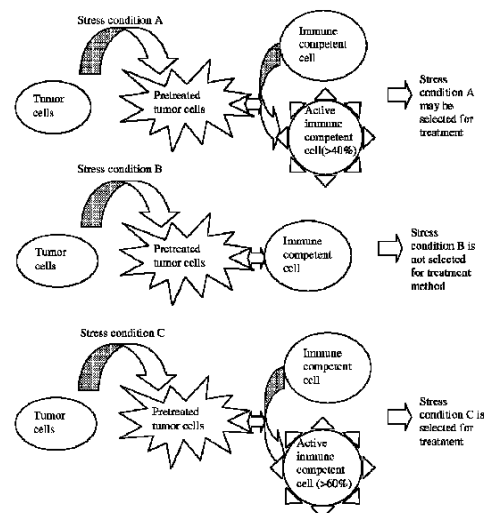 Stress condition A
Tumor
cells
Pretreated
tumor cells
Immune
competent
cell
Active
immune
competent
cell(>40%)
Stress
condition A
may be
selected for
treatment
Stress condition B
Tumor
cells
Pretreated
tumor cells
Immune
competent
cell
Stress
condition B is
not selected
for treatment
method
Stress condition C
Tumor
cells
Pretreated
tumor cells
Immune
competent
cell
Active
immune
competent
cell (>60%)
Stress
condition C is
selected for
treatment